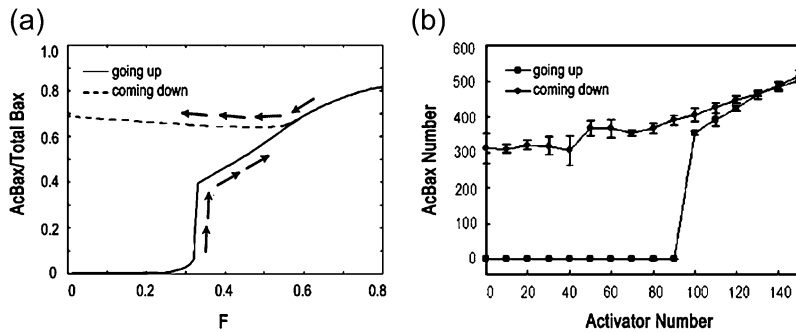 (a)
AcBax/Total Bax
1.0
0.8
0.6
0.4
0.2
0
going up
coming down
0 0.2 0.4 0.6 0.8
F
(b)
AcBax Number
600
500
400
300
200
100
0
going up
coming down
0 20 40 60 80 100 120 140
Activator Number